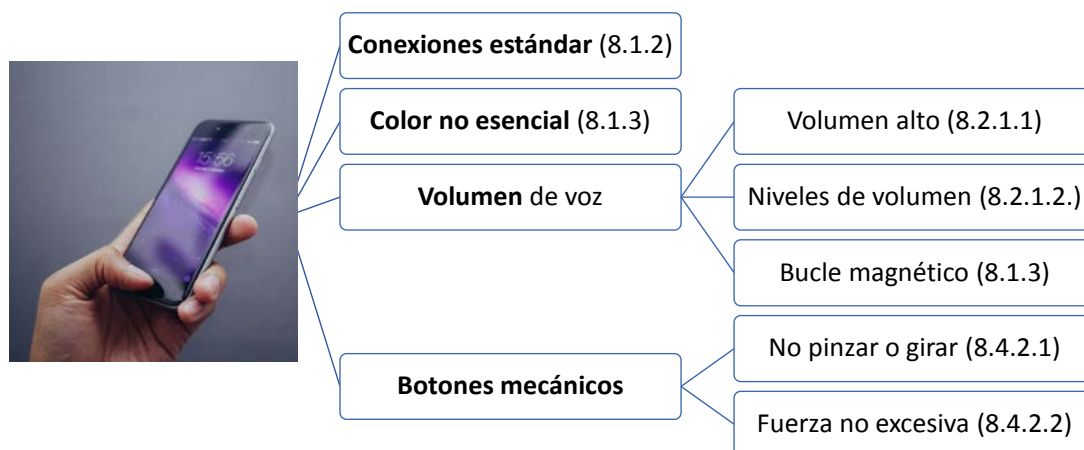 Conexiones estándar (8.1.2)
Color no esencial (8.1.3)
Volumen de voz
Volumen alto (8.2.1.1)
Niveles de volumen (8.2.1.2.)
Bucle magnético (8.1.3)
Botones mecánicos
No pinzar o girar (8.4.2.1)
Fuerza no excesiva (8.4.2.2)
15:56